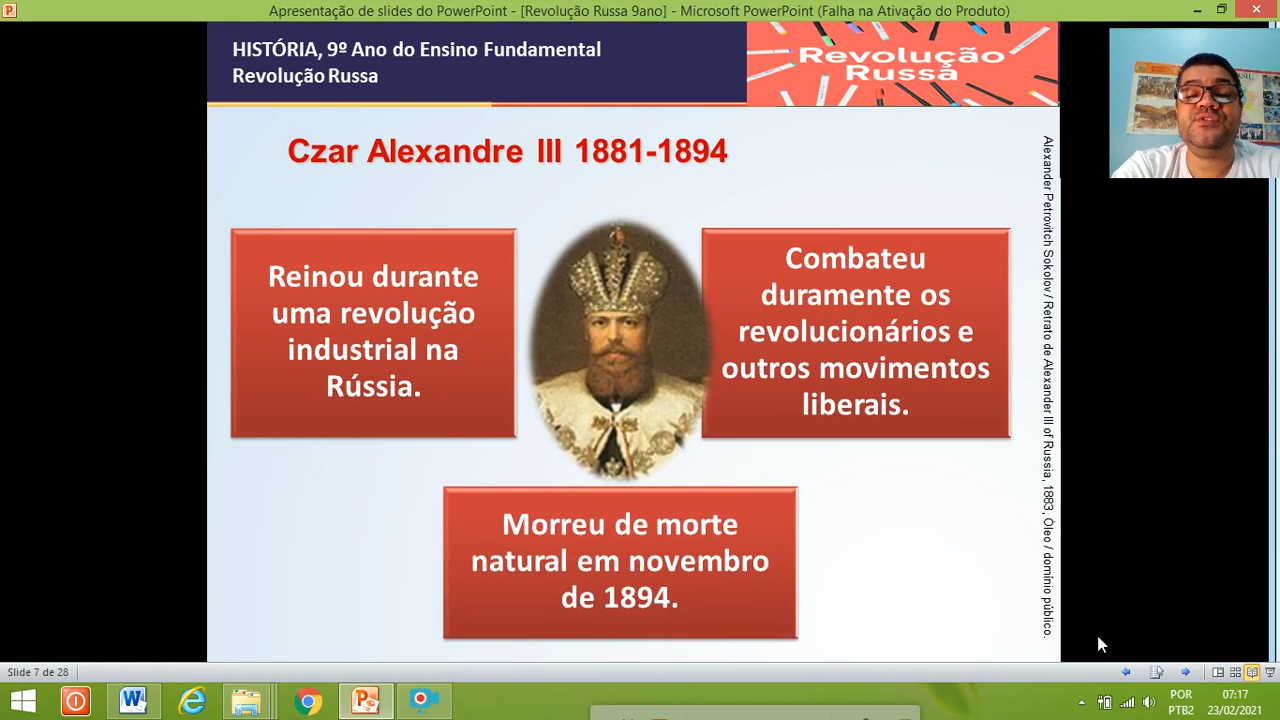 Apresentação de slides do PowerPoint - [Revolução Russa 9ano] - Microsoft PowerPoint (Falha na Ativação do Produto)
HISTÓRIA, 9º Ano do Ensino Fundamental
Revolução Russa
Revolução
Russa
Czar Alexandre III 1881-1894
Reinou durante
uma revolução
industrial na
Rússia.
Combateu
duramente os
revolucionários e
outros movimentos
liberais.
Morreu de morte
natural em novembro
de 1894.
Alexander Petrovitch Sokolov / Retrato de Alexander III of Russia, 1883, Óleo / domínio público.
Slide 7 de 28
POR
PTB2
07:17
23/02/2021